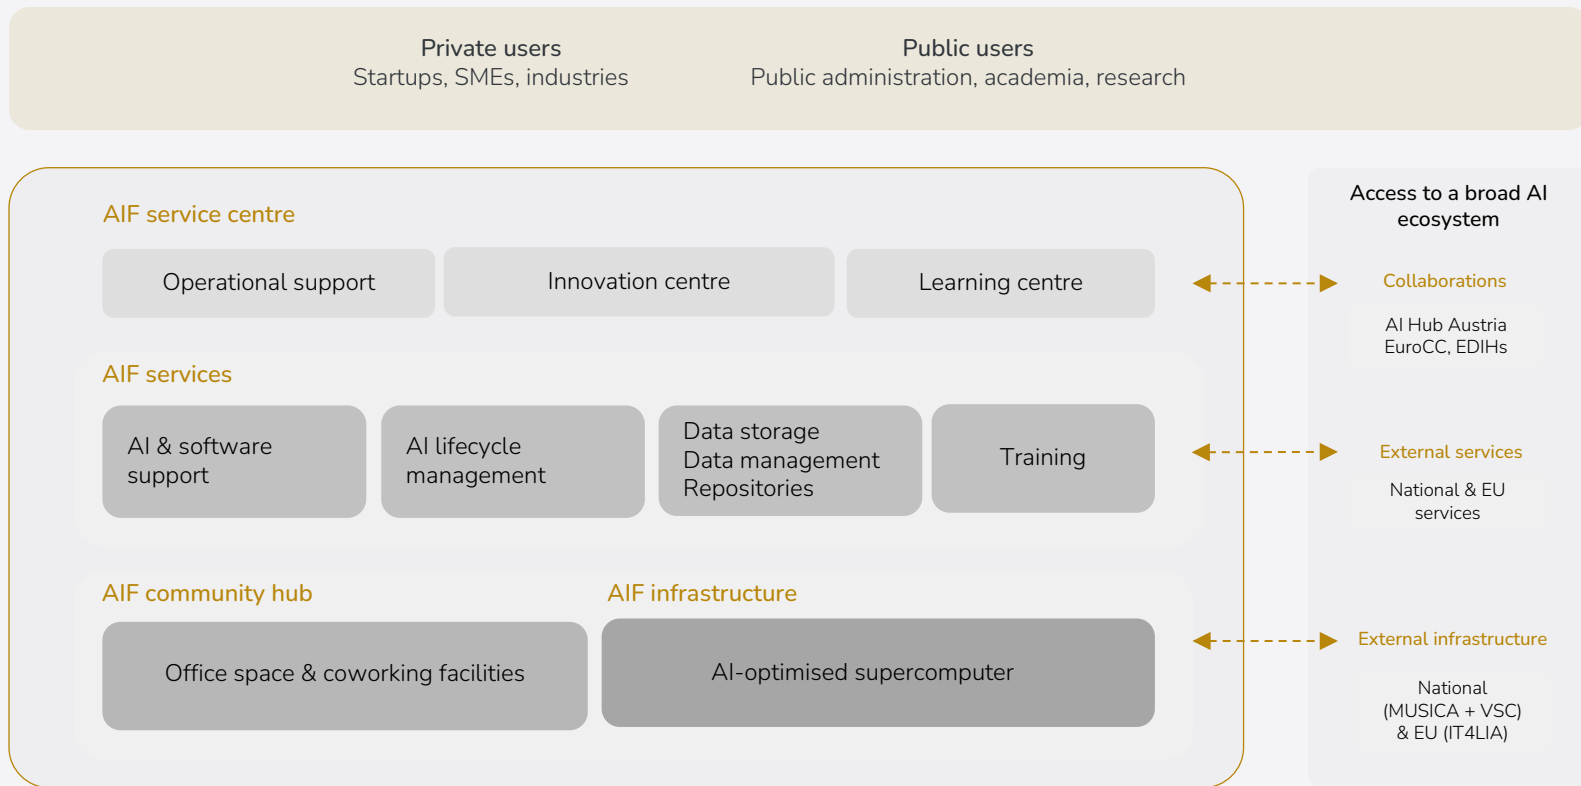 Private users
Startups, SMEs, industries
Public users
Public administration, academia, research
AIF service centre
Operational support
Innovation centre
Learning centre
AIF services
AI & software
support
AI lifecycle
management
Data storage
Data management
Repositories
Training
AIF community hub
Office space & coworking facilities
AIF infrastructure
AI-optimised supercomputer
Access to a broad AI
ecosystem
Collaborations
AI Hub Austria
EuroCC, EDIHs
External services
National & EU
services
External infrastructure
National
(MUSICA + VSC)
& EU (IT4LIA)